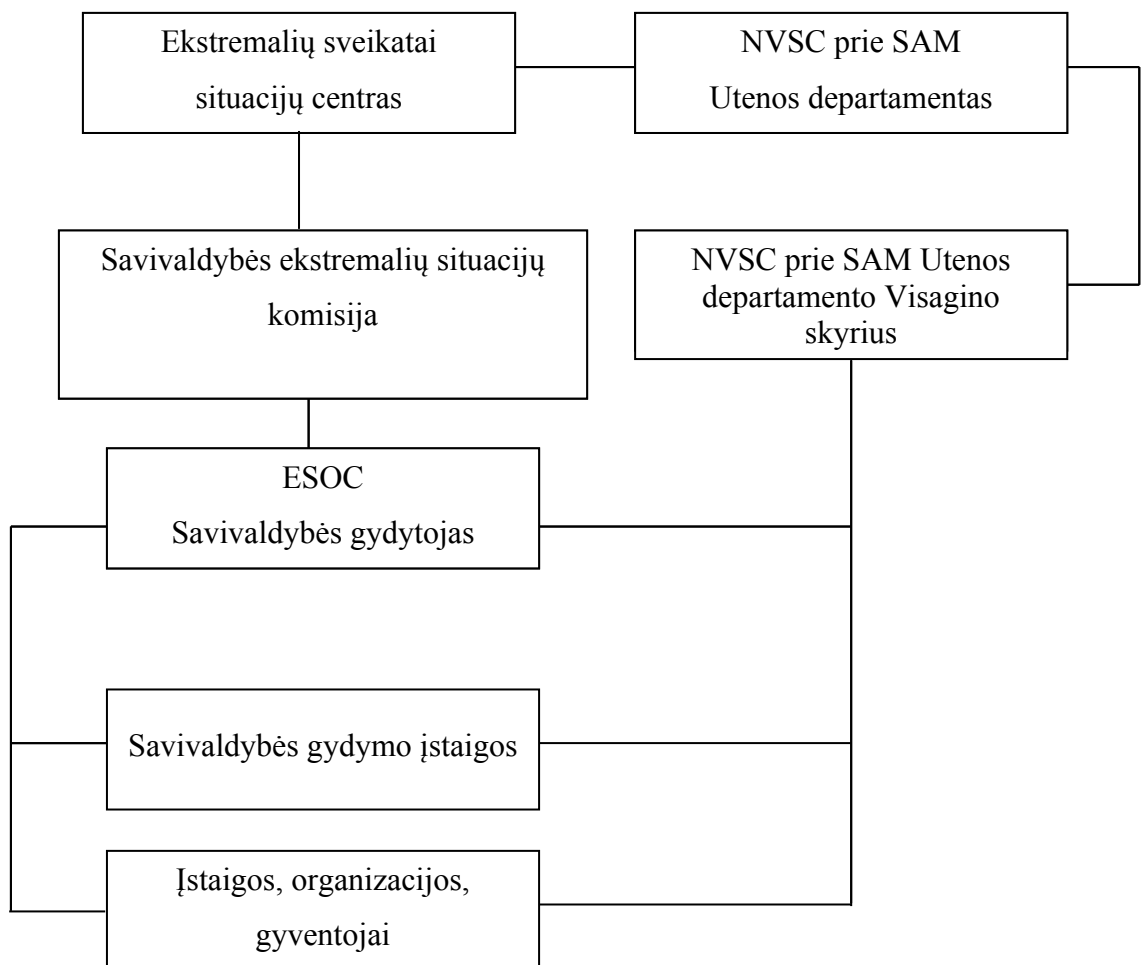 Ekstremalių sveikatai
situacijų centras
NVSC prie SAM
Utenos departamentas
Savivaldybės ekstremalių situacijų
komisija
NVSC prie SAM Utenos
departamento Visagino
skyrius
ESOC
Savivaldybės gydytojas
Savivaldybės gydymo įstaigos
Įstaigos, organizacijos,
gyventojai